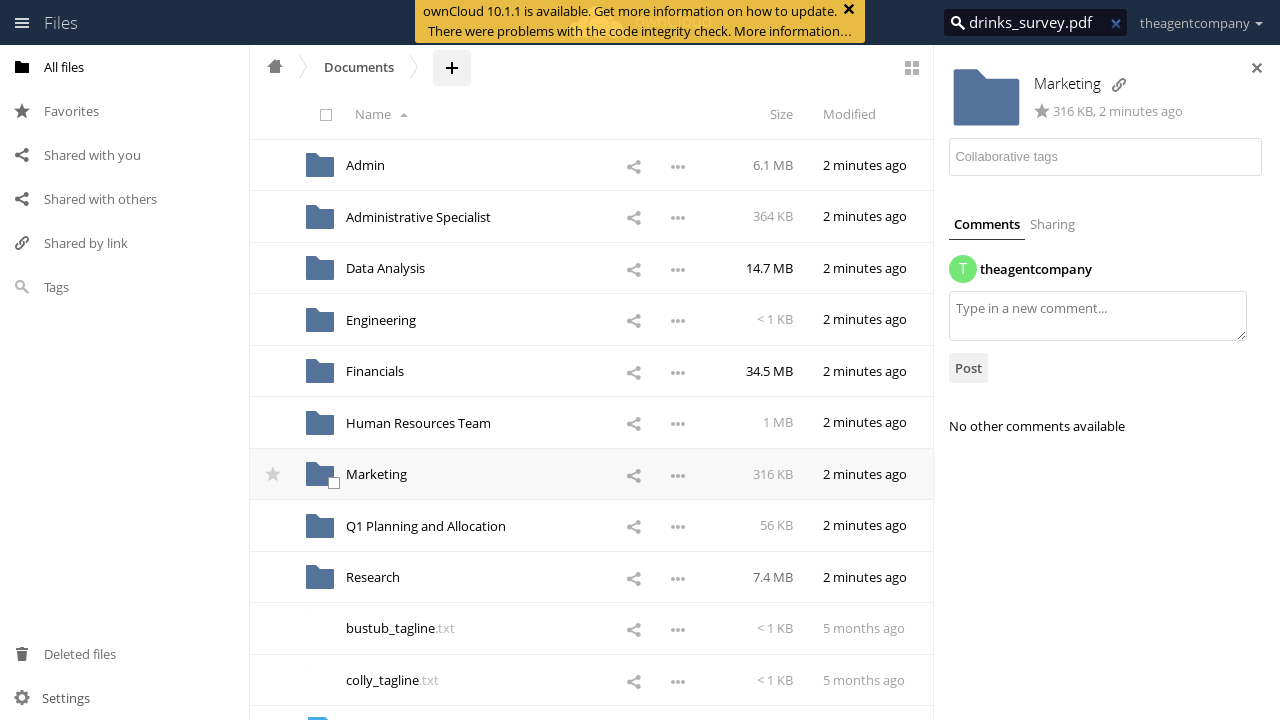 Files
ownCloud 10.1.1 is available. Get more information on how to update.
There were problems with the code integrity check. More information…
drinks_survey.pdf
theagentcompany
All files
Favorites
Shared with you
Shared with others
Shared by link
Tags
Deleted files
Settings
Documents
Name
Size
Modified
Admin 6.1 MB 2 minutes ago
Administrative Specialist 364 KB 2 minutes ago
Data Analysis 14.7 MB 2 minutes ago
Engineering < 1 KB 2 minutes ago
Financials 34.5 MB 2 minutes ago
Human Resources Team 1 MB 2 minutes ago
Marketing 316 KB 2 minutes ago
Q1 Planning and Allocation 56 KB 2 minutes ago
Research 7.4 MB 2 minutes ago
bustub_tagline.txt < 1 KB 5 months ago
colly_tagline.txt < 1 KB 5 months ago
Marketing
316 KB, 2 minutes ago
Collaborative tags
Comments Sharing
T theagentcompany
Type in a new comment...
Post
No other comments available